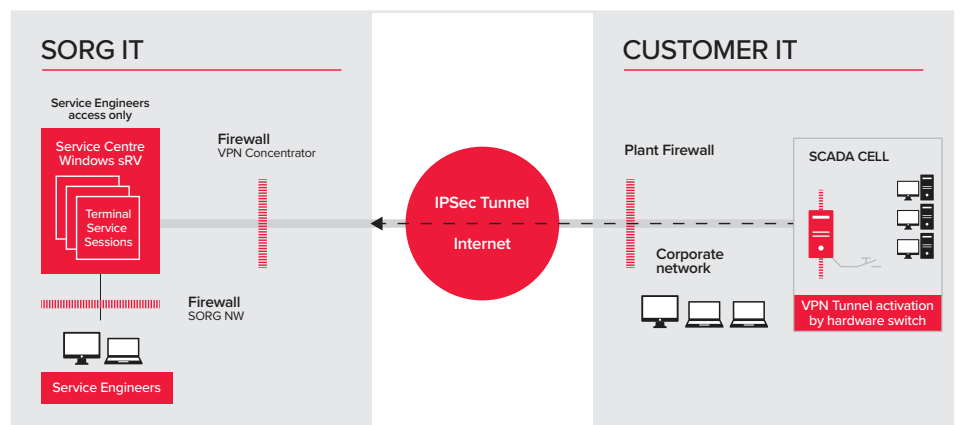 SORG IT
Service Engineers
access only
Service Centre
Windows sRV
Terminal
Service
Sessions
Firewall
VPN Concentrator
Firewall
SORG NW
Service Engineers
IPSec Tunnel
Internet
CUSTOMER IT
Plant Firewall
Corporate
network
SCADA CELL
VPN Tunnel activation
by hardware switch